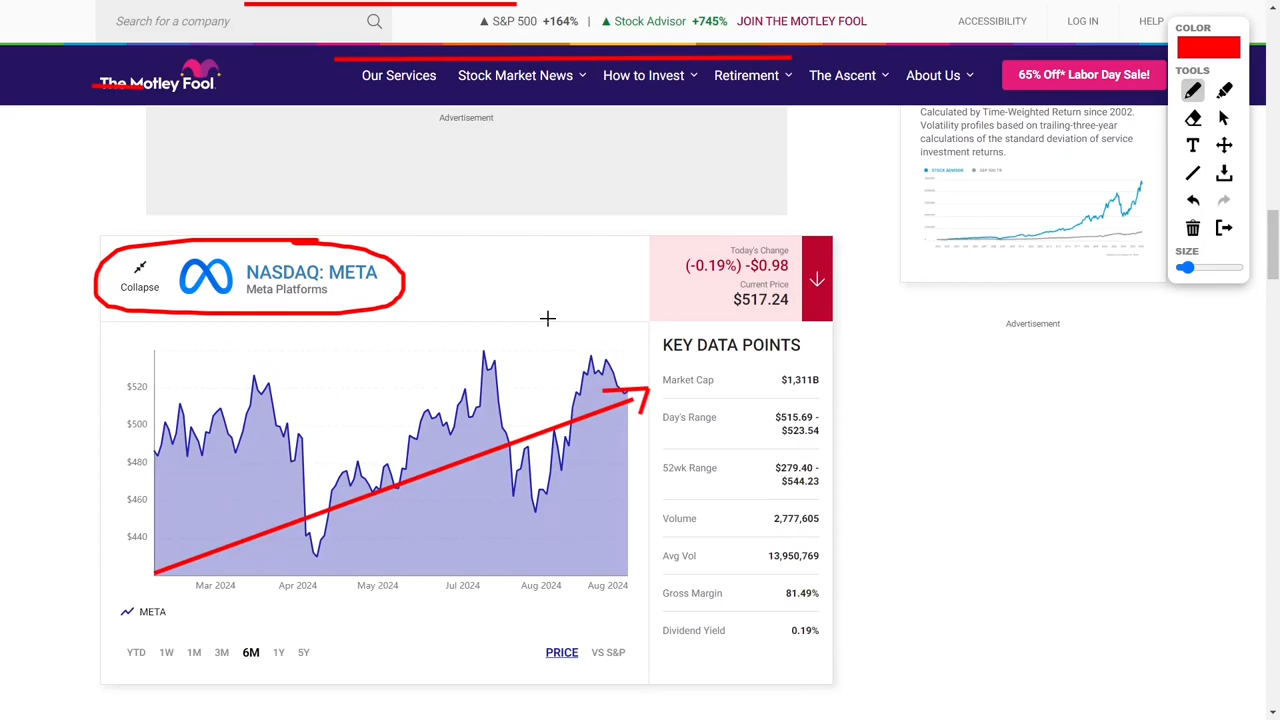 Search for a company
▲ S&P 500 +164% | ▲ Stock Advisor +745% JOIN THE MOTLEY FOOL
ACCESSIBILITY LOG IN HELP
The Motley Fool
Our Services Stock Market News How to Invest Retirement The Ascent About Us
65% Off* Labor Day Sale!
COLOR
TOOLS
T
SIZE
Advertisement
Calculated by Time-Weighted Return since 2002.
Volatility profiles based on trailing-three-year
calculations of the standard deviation of service
investment returns.
STOCK ADVISOR S&P 500 TR
Collapse
NASDAQ: META
Meta Platforms
Today's Change
(-0.19%) -$0.98
Current Price
$517.24
Advertisement
$520
$500
$480
$460
$440
Mar 2024 Apr 2024 May 2024 Jul 2024 Aug 2024 Aug 2024
META
YTD 1W 1M 3M 6M 1Y 5Y
PRICE VS S&P
KEY DATA POINTS
Market Cap $1,311B
Day's Range $515.69 -
$523.54
52wk Range $279.40 -
$544.23
Volume 2,777,605
Avg Vol 13,950,769
Gross Margin 81.49%
Dividend Yield 0.19%